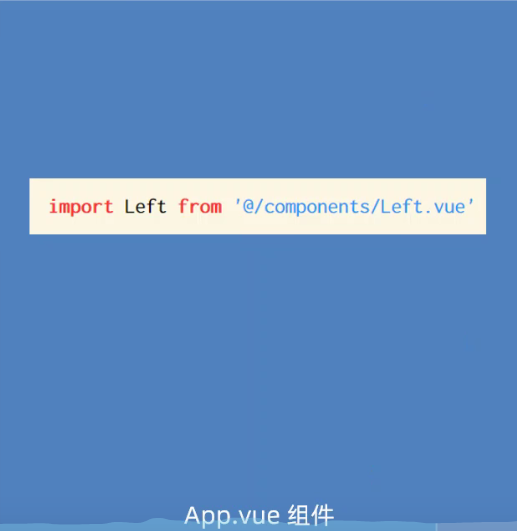 import Left from '@/components/Left.vue'
App.vue 组件